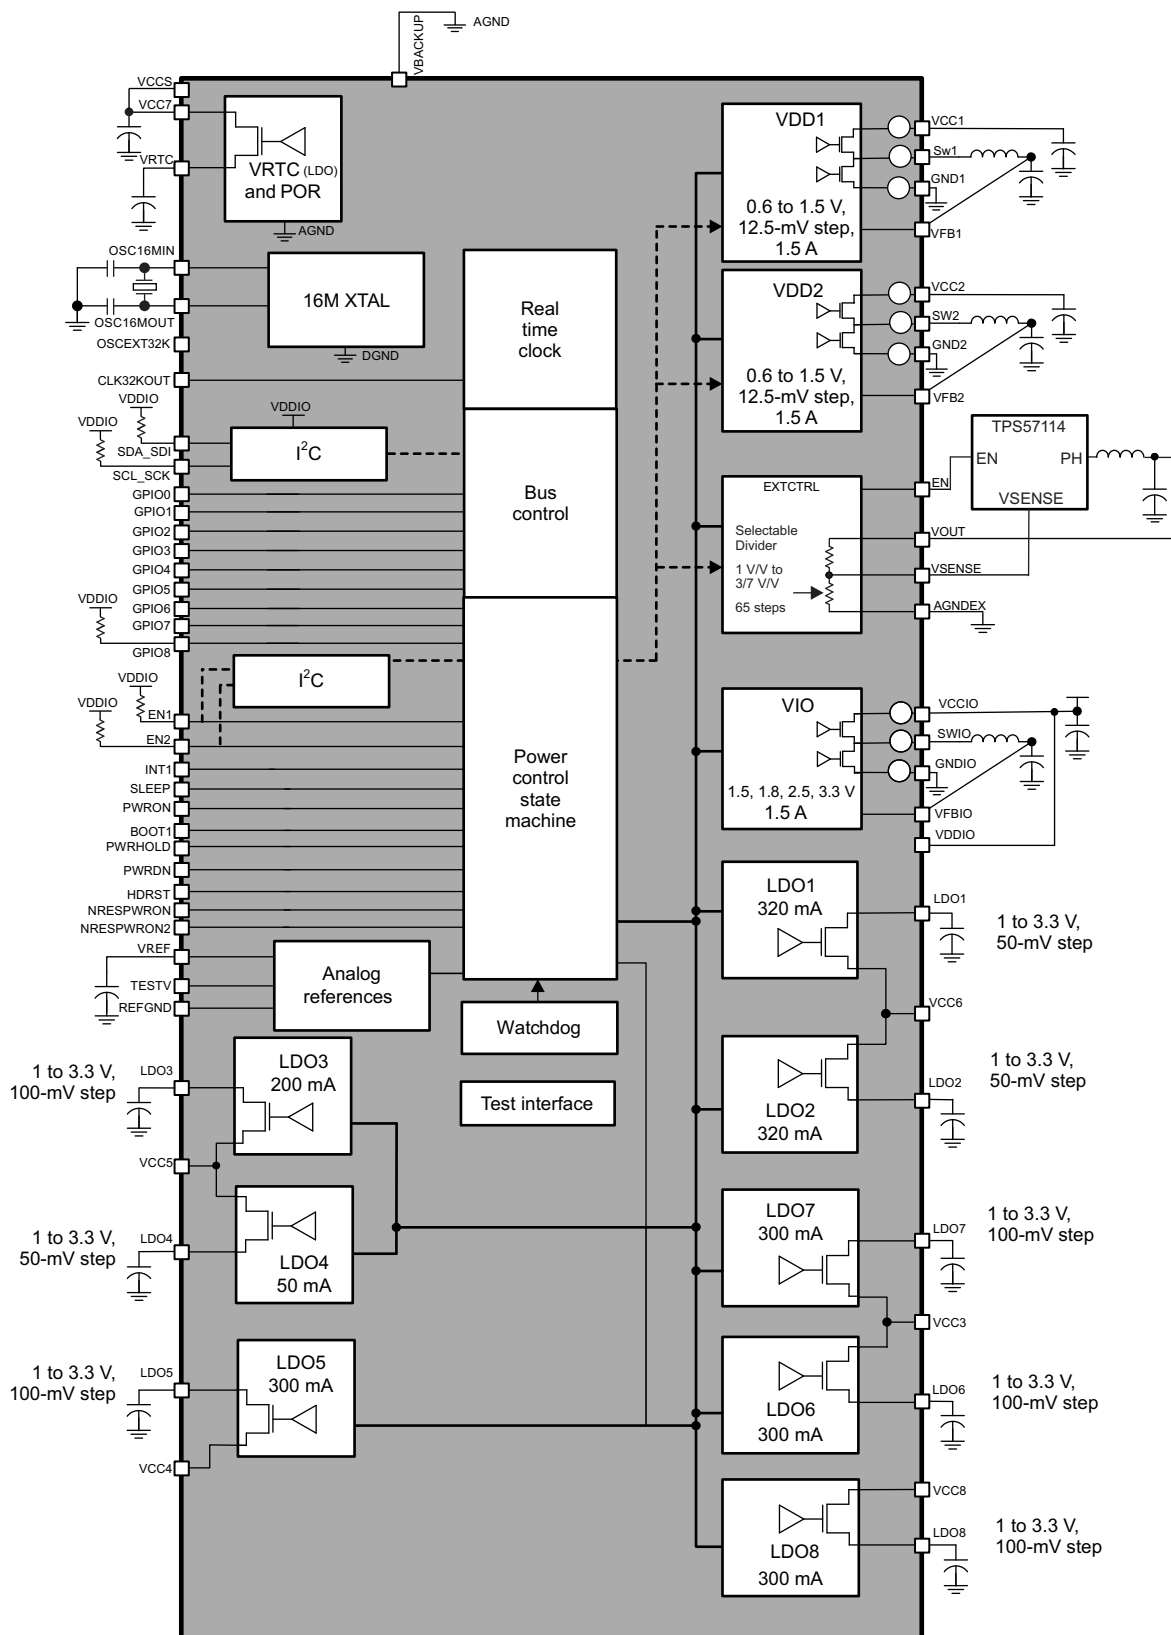 VBACKUP
AGND
VCCS
VCC7
VRTC
VRTC (LDO)
and POR
AGND
OSC16MIN
OSC16MOUT
16M XTAL
DGND
OSCEXT32K
CLK32KOUT
VDDIO
VDDIO
VDDIO
SDA_SDI
SCL_SCK
I2C
GPIO0
GPIO1
GPIO2
GPIO3
GPIO4
GPIO5
GPIO6
GPIO7
VDDIO
GPIO8
I2C
VDDIO
VDDIO
EN1
EN2
INT1
SLEEP
PWRON
BOOT1
PWRHOLD
PWRDN
HDRST
NRESPWRON
NRESPWRON2
VREF
TESTV
REFGND
Analog
references
Real
time
clock
Bus
control
Power
control
state
machine
Watchdog
Test interface
1 to 3.3 V,
100-mV step
LDO3
LDO3
200 mA
VCC5
1 to 3.3 V,
50-mV step
LDO4
LDO4
50 mA
1 to 3.3 V,
100-mV step
LDO5
LDO5
300 mA
VCC4
VDD1
0.6 to 1.5 V,
12.5-mV step,
1.5 A
VCC1
Sw1
GND1
VFB1
VDD2
0.6 to 1.5 V,
12.5-mV step,
1.5 A
VCC2
SW2
GND2
VFB2
TPS57114
EN
PH
VSENSE
EXTCTRL
Selectable
Divider
1 V/V to
3/7 V/V
65 steps
EN
VOUT
VSENSE
AGNDEX
VIO
1.5, 1.8, 2.5, 3.3 V
1.5 A
VCCIO
SWIO
GNDIO
VFBIO
VDDIO
LDO1
320 mA
LDO1
1 to 3.3 V,
50-mV step
VCC6
LDO2
320 mA
LDO2
1 to 3.3 V,
50-mV step
LDO7
300 mA
LDO7
1 to 3.3 V,
100-mV step
VCC3
LDO6
300 mA
LDO6
1 to 3.3 V,
100-mV step
VCC8
LDO8
300 mA
LDO8
1 to 3.3 V,
100-mV step